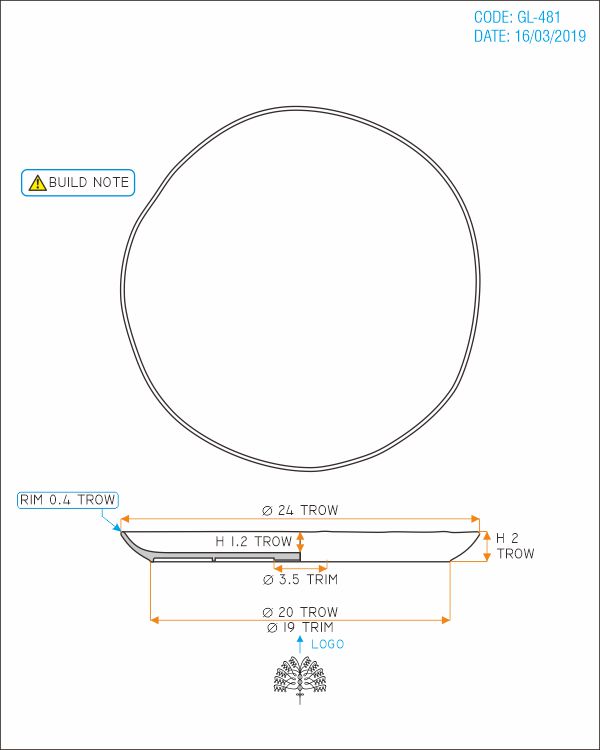 CODE: GL-481
DATE: 16/03/2019
BUILD NOTE
RIM 0.4 TROW
Ø 24 TROW
H 1.2 TROW
H 2
TROW
Ø 3.5 TRIM
Ø 20 TROW
Ø 19 TRIM
LOGO